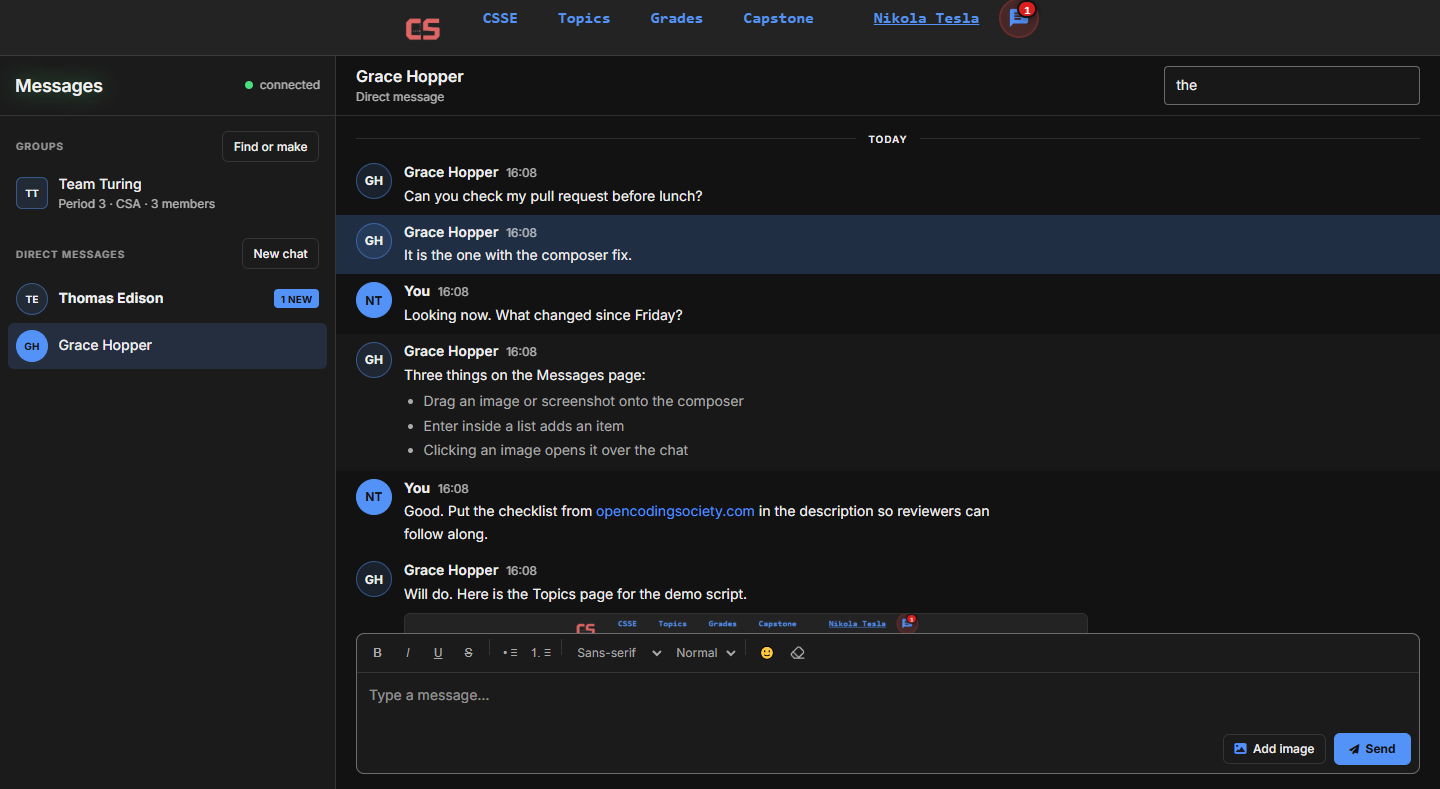 CS
CSSE Topics Grades Capstone Nikola Tesla 1
Messages
connected
GROUPS
Find or make
TT
Team Turing
Period 3 · CSA · 3 members
DIRECT MESSAGES
New chat
TE
Thomas Edison
1 NEW
GH
Grace Hopper
Grace Hopper
Direct message
the
TODAY
GH
Grace Hopper 16:08
Can you check my pull request before lunch?
GH
Grace Hopper 16:08
It is the one with the composer fix.
NT
You 16:08
Looking now. What changed since Friday?
GH
Grace Hopper 16:08
Three things on the Messages page:
• Drag an image or screenshot onto the composer
• Enter inside a list adds an item
• Clicking an image opens it over the chat
NT
You 16:08
Good. Put the checklist from opencodingsociety.com in the description so reviewers can
follow along.
GH
Grace Hopper 16:08
Will do. Here is the Topics page for the demo script.
CS CSSE Topics Grades Capstone Nikola Tesla 1
B I U S • 1. Sans-serif Normal
Type a message...
Add image
Send